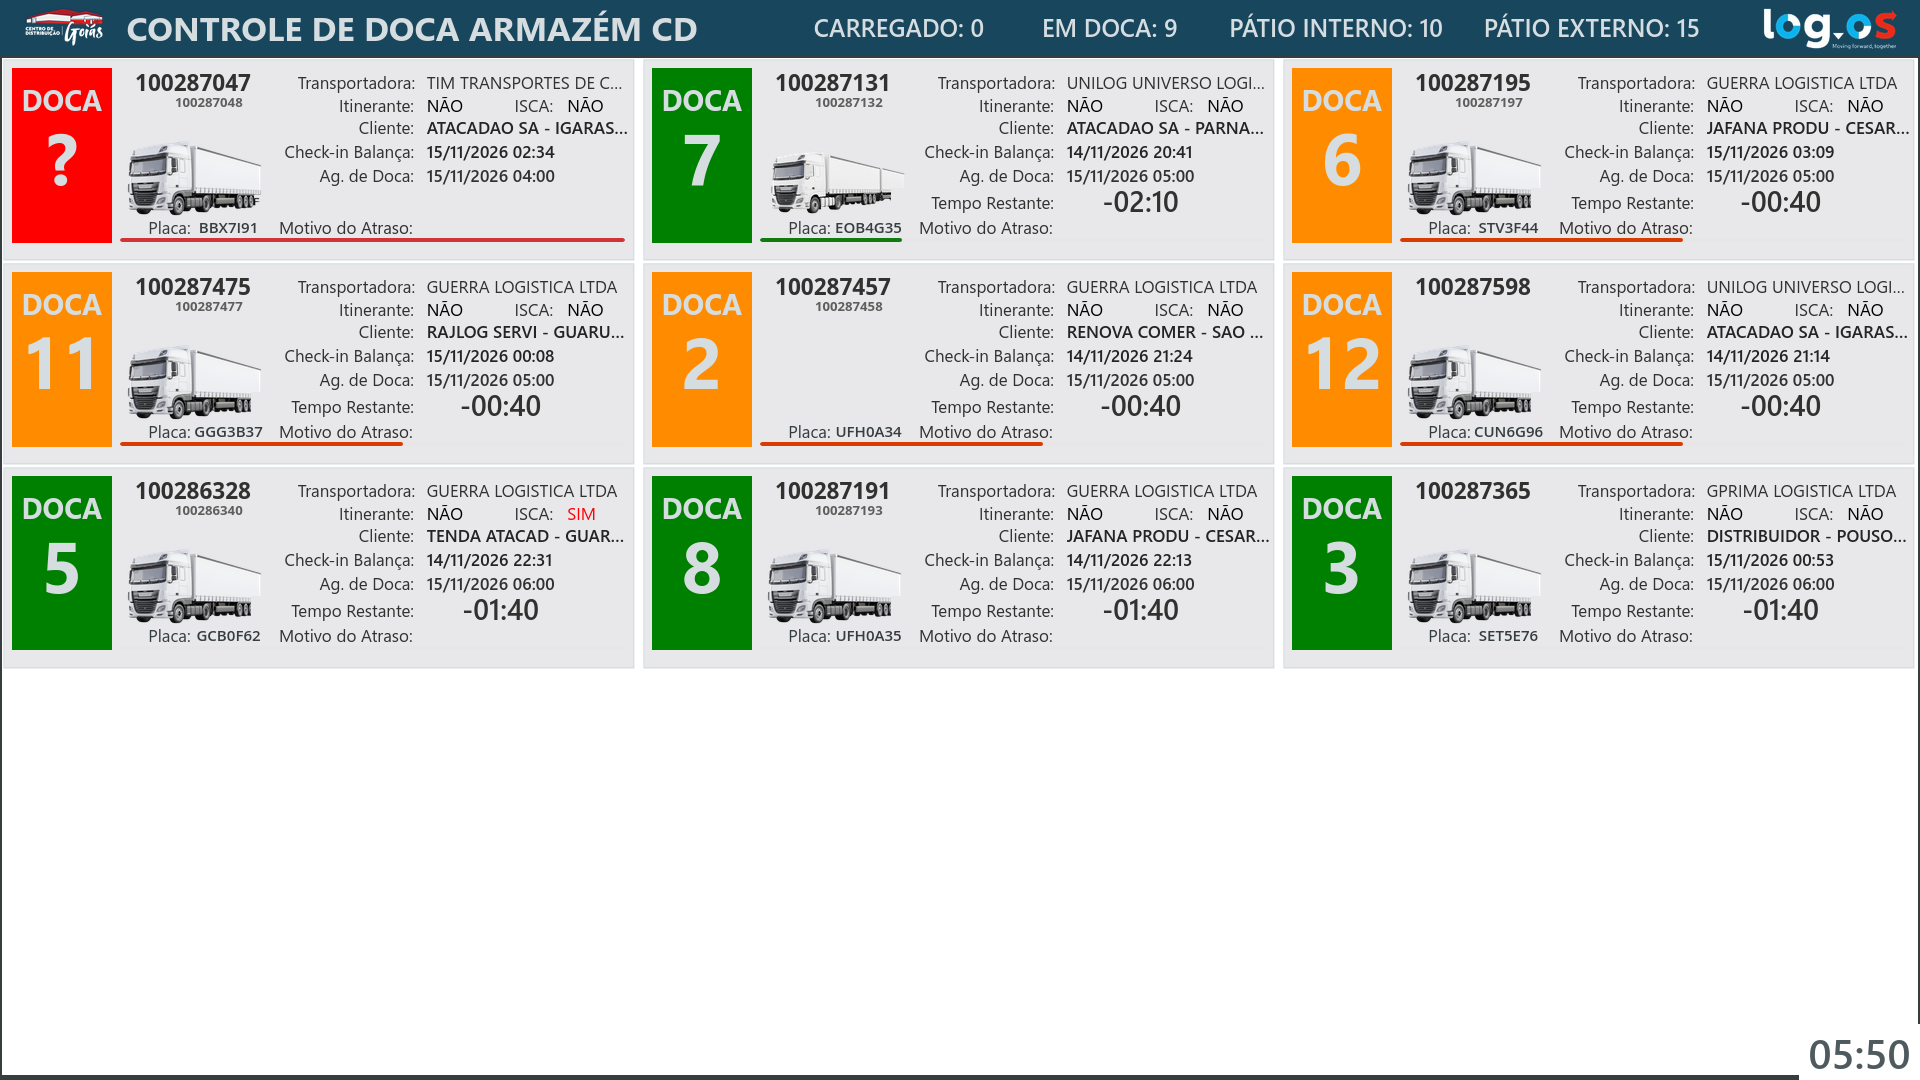 CENTRO DE DISTRIBUIÇÃO Goiás
CONTROLE DE DOCA ARMAZÉM CD
CARREGADO: 0
EM DOCA: 9
PÁTIO INTERNO: 10
PÁTIO EXTERNO: 15
log.os
Moving forward, together
DOCA
?
100287047
100287048
Transportadora: TIM TRANSPORTES DE C...
Itinerante: NÃO ISCA: NÃO
Cliente: ATACADAO SA - IGARAS...
Check-in Balança: 15/11/2026 02:34
Ag. de Doca: 15/11/2026 04:00
Placa: BBX7I91 Motivo do Atraso:
DOCA
7
100287131
100287132
Transportadora: UNILOG UNIVERSO LOGI...
Itinerante: NÃO ISCA: NÃO
Cliente: ATACADAO SA - PARNA...
Check-in Balança: 14/11/2026 20:41
Ag. de Doca: 15/11/2026 05:00
Tempo Restante: -02:10
Placa: EOB4G35 Motivo do Atraso:
DOCA
6
100287195
100287197
Transportadora: GUERRA LOGISTICA LTDA
Itinerante: NÃO ISCA: NÃO
Cliente: JAFANA PRODU - CESAR...
Check-in Balança: 15/11/2026 03:09
Ag. de Doca: 15/11/2026 05:00
Tempo Restante: -00:40
Placa: STV3F44 Motivo do Atraso:
DOCA
11
100287475
100287477
Transportadora: GUERRA LOGISTICA LTDA
Itinerante: NÃO ISCA: NÃO
Cliente: RAJLOG SERVI - GUARU...
Check-in Balança: 15/11/2026 00:08
Ag. de Doca: 15/11/2026 05:00
Tempo Restante: -00:40
Placa: GGG3B37 Motivo do Atraso:
DOCA
2
100287457
100287458
Transportadora: GUERRA LOGISTICA LTDA
Itinerante: NÃO ISCA: NÃO
Cliente: RENOVA COMER - SAO ...
Check-in Balança: 14/11/2026 21:24
Ag. de Doca: 15/11/2026 05:00
Tempo Restante: -00:40
Placa: UFH0A34 Motivo do Atraso:
DOCA
12
100287598
Transportadora: UNILOG UNIVERSO LOGI...
Itinerante: NÃO ISCA: NÃO
Cliente: ATACADAO SA - IGARAS...
Check-in Balança: 14/11/2026 21:14
Ag. de Doca: 15/11/2026 05:00
Tempo Restante: -00:40
Placa: CUN6G96 Motivo do Atraso:
DOCA
5
100286328
100286340
Transportadora: GUERRA LOGISTICA LTDA
Itinerante: NÃO ISCA: SIM
Cliente: TENDA ATACAD - GUAR...
Check-in Balança: 14/11/2026 22:31
Ag. de Doca: 15/11/2026 06:00
Tempo Restante: -01:40
Placa: GCB0F62 Motivo do Atraso:
DOCA
8
100287191
100287193
Transportadora: GUERRA LOGISTICA LTDA
Itinerante: NÃO ISCA: NÃO
Cliente: JAFANA PRODU - CESAR...
Check-in Balança: 14/11/2026 22:13
Ag. de Doca: 15/11/2026 06:00
Tempo Restante: -01:40
Placa: UFH0A35 Motivo do Atraso:
DOCA
3
100287365
Transportadora: GPRIMA LOGISTICA LTDA
Itinerante: NÃO ISCA: NÃO
Cliente: DISTRIBUIDOR - POUSO...
Check-in Balança: 15/11/2026 00:53
Ag. de Doca: 15/11/2026 06:00
Tempo Restante: -01:40
Placa: SET5E76 Motivo do Atraso:
05:50